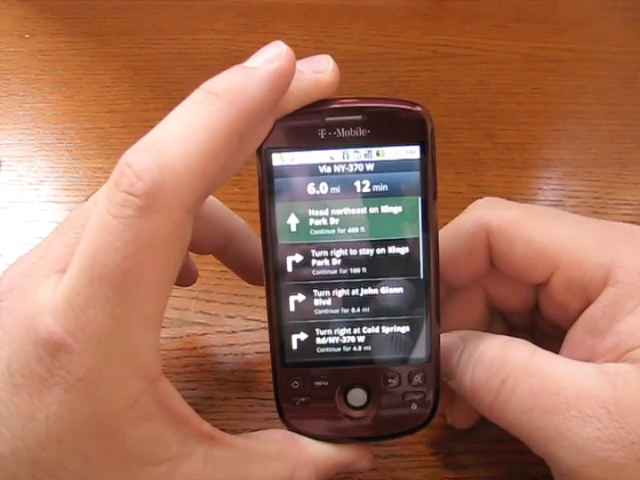 T··Mobile·
Via NY-370 W
6.0 mi 12 min
Head northeast on Kings
Park Dr
Continue for 400 ft
Turn right to stay on Kings
Park Dr
Continue for 100 ft
Turn right at John Glenn
Blvd
Continue for 0.4 mi
Turn right at Cold Springs
Rd/NY-370 W
Continue for 4.8 mi
MENU